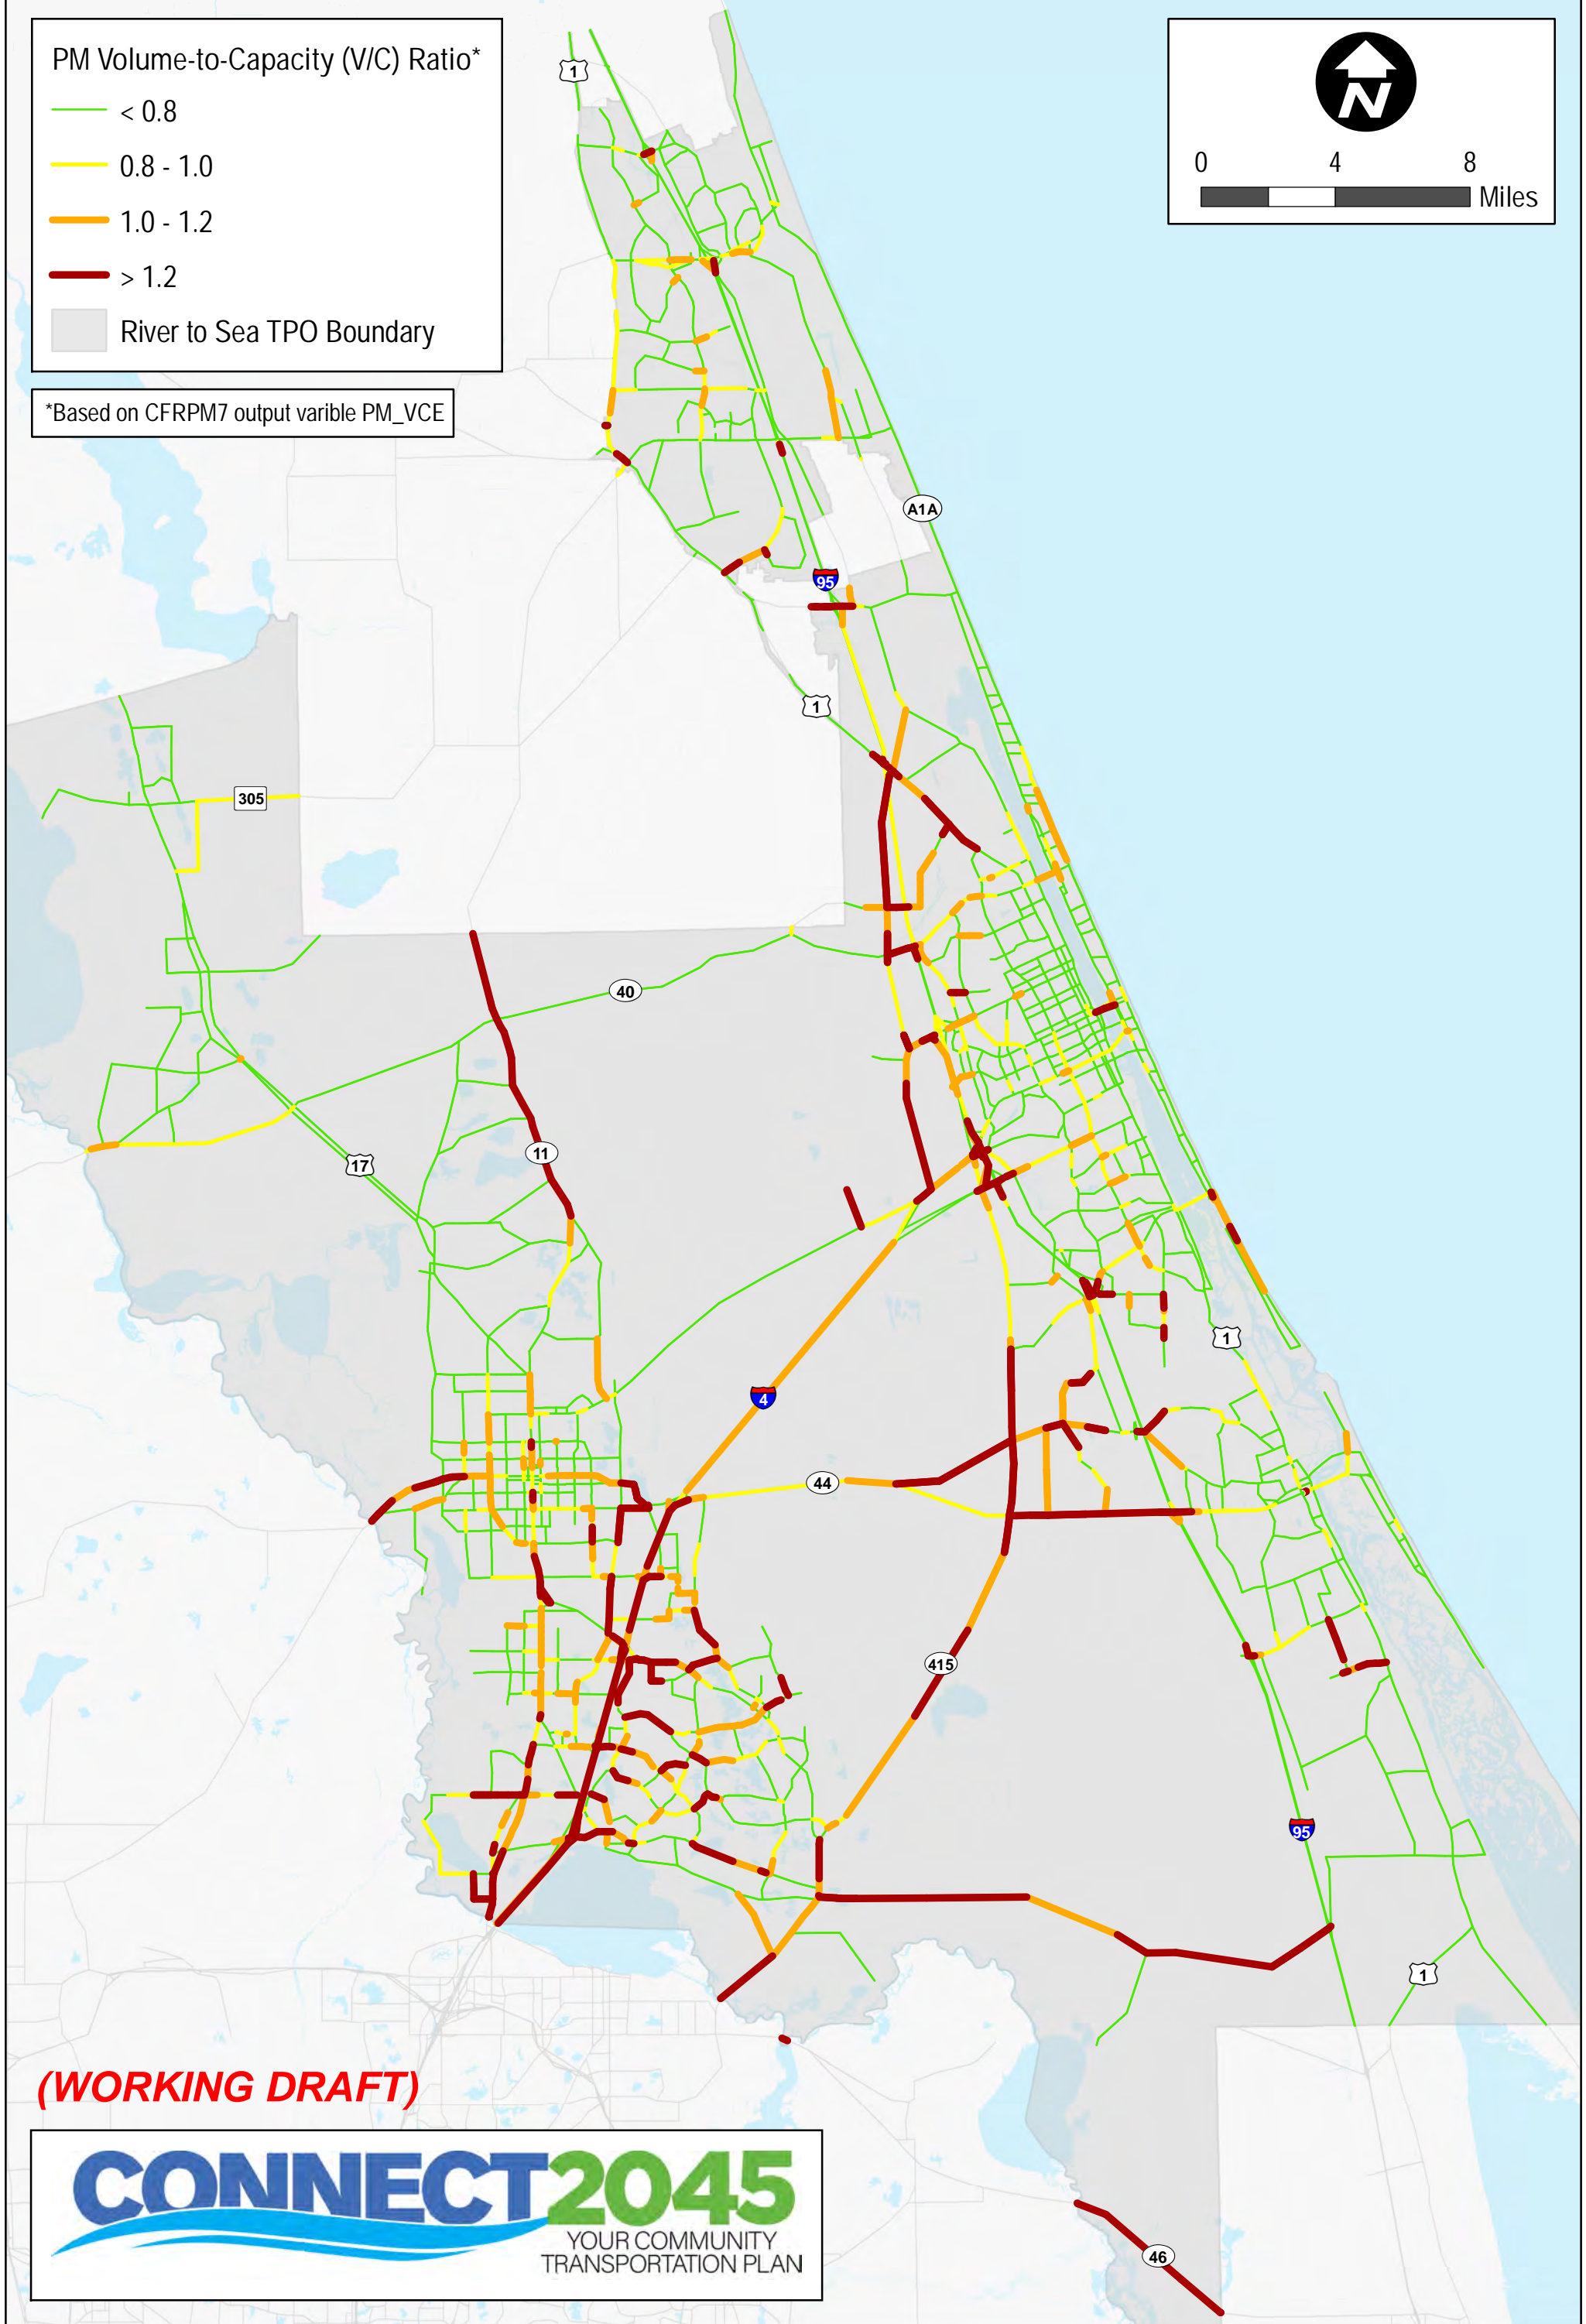 PM Volume-to-Capacity (V/C) Ratio*
< 0.8
0.8 - 1.0
1.0 - 1.2
> 1.2
River to Sea TPO Boundary
*Based on CFRPM7 output varible PM_VCE
N
0 4 8
Miles
1
A1A
95
1
305
40
11
17
1
4
44
415
95
1
46
(WORKING DRAFT)
CONNECT2045
YOUR COMMUNITY
TRANSPORTATION PLAN